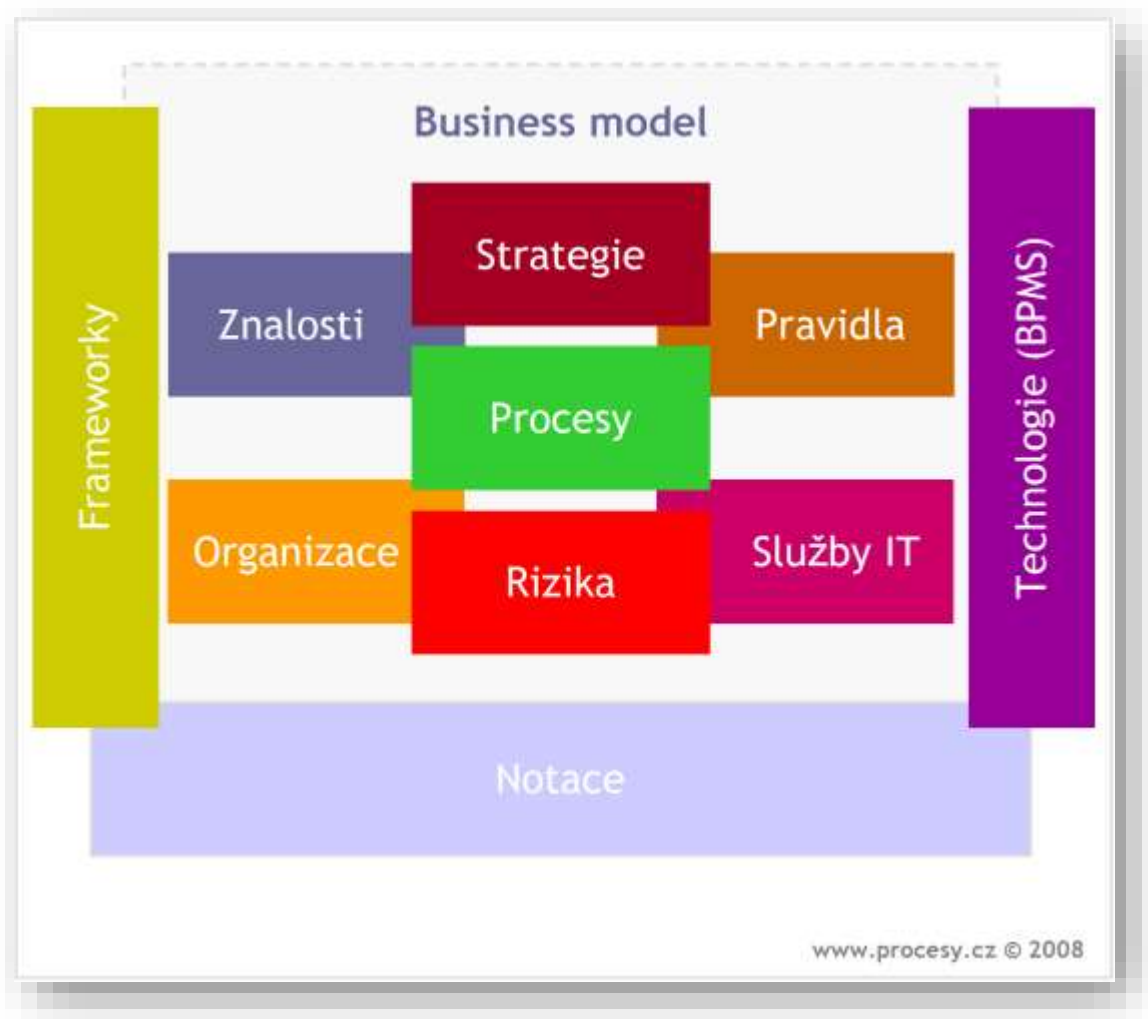 Business model
Strategie
Znalosti
Pravidla
Procesy
Organizace
Služby IT
Rizika
Frameworky
Technologie (BPMS)
Notace
www.procesy.cz © 2008